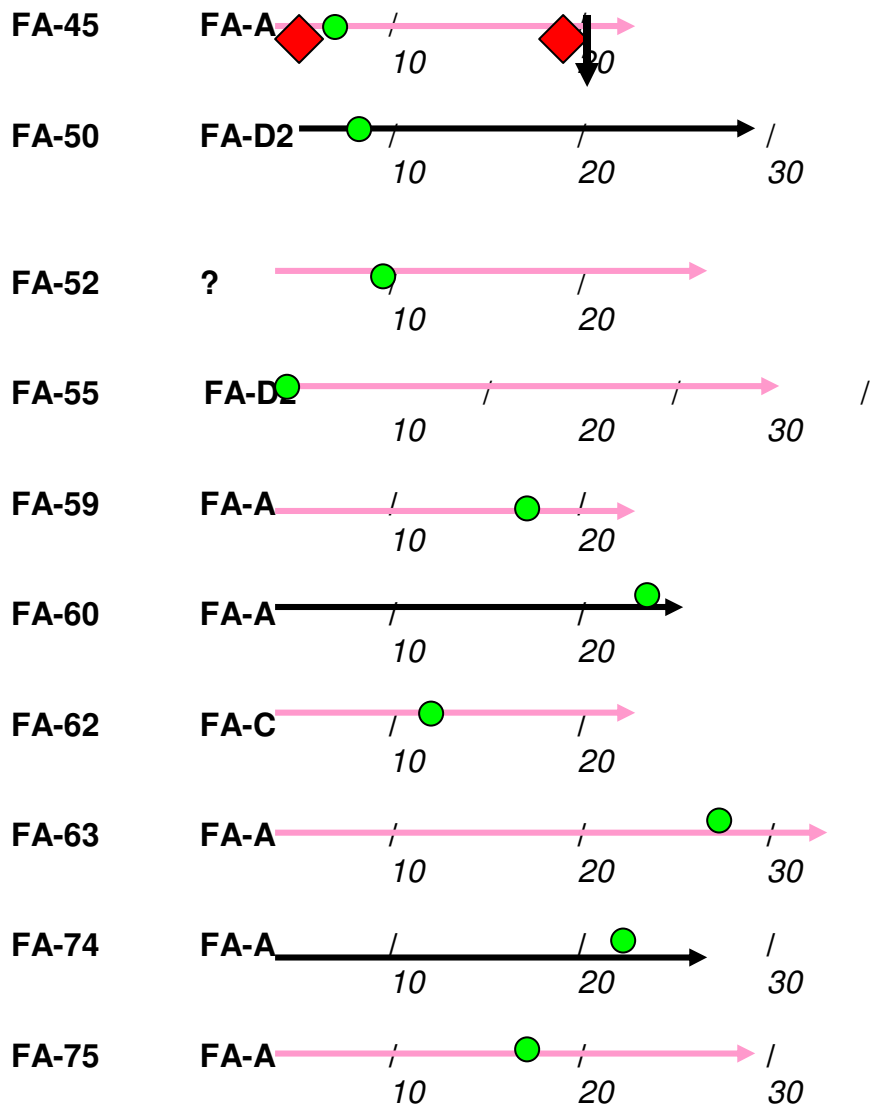 FA-45 FA-A /
10 20
FA-50 FA-D2 / / /
10 20 30
FA-52 ? / /
10 20
FA-55 FA-D2 / / /
10 20 30
FA-59 FA-A / /
10 20
FA-60 FA-A / /
10 20
FA-62 FA-C / /
10 20
FA-63 FA-A / / /
10 20 30
FA-74 FA-A / / /
10 20 30
FA-75 FA-A / / /
10 20 30